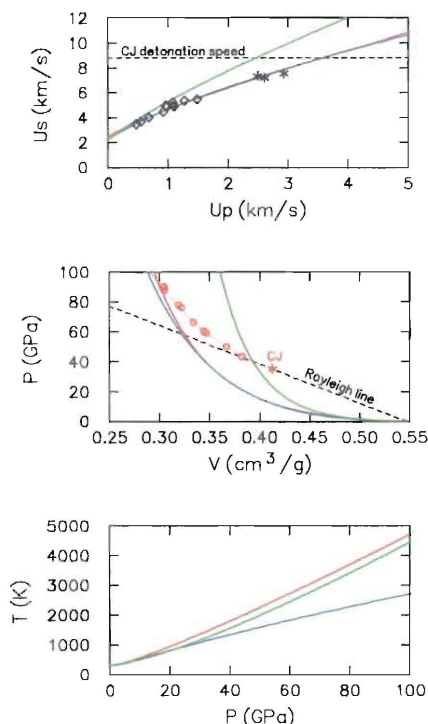 12
10
8
6
4
2
0
Us (km/s)
CJ detonation speed
0 1 2 3 4 5
Up (km/s)
100
80
60
40
20
0
P (GPa)
CJ
Rayleigh line
0.25 0.30 0.35 0.40 0.45 0.50 0.55
V (cm³/g)
5000
4000
3000
2000
1000
0
T (K)
0 20 40 60 80 100
P (GPa)